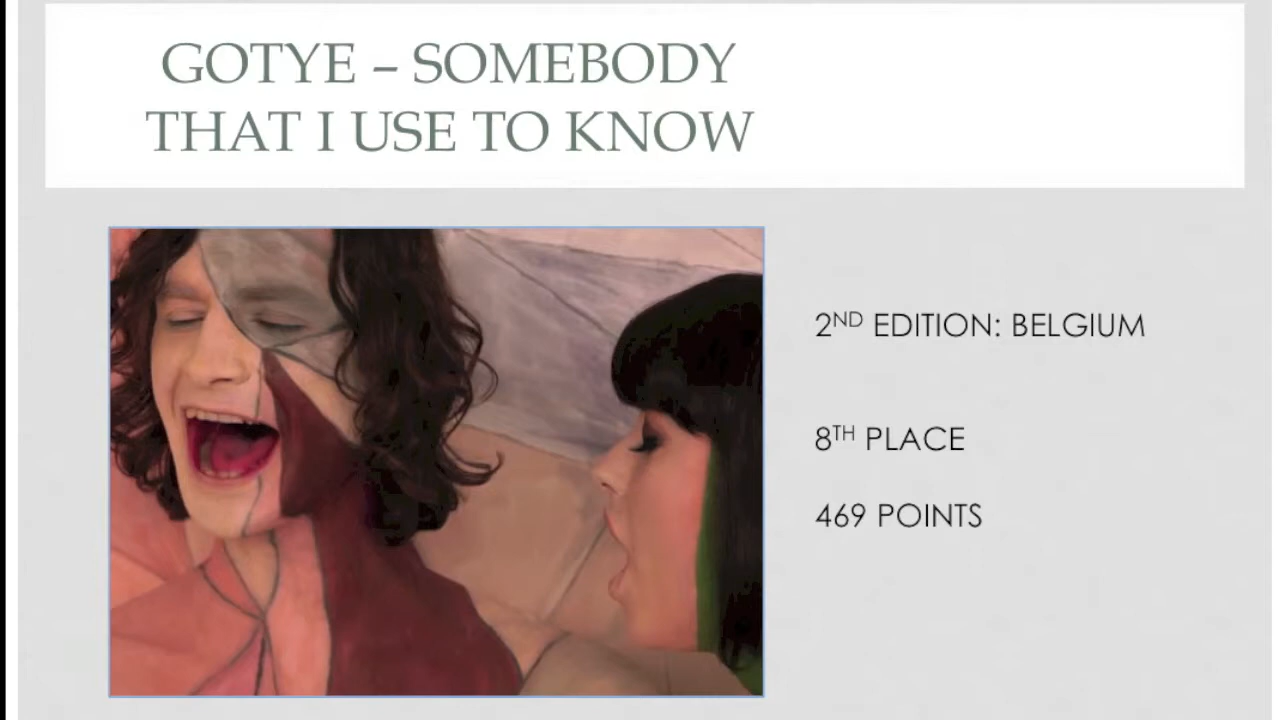 GOTYE – SOMEBODY
THAT I USE TO KNOW
2ND EDITION: BELGIUM
8TH PLACE
469 POINTS